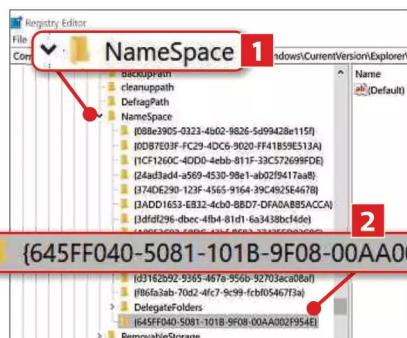 Registry Editor
File
NameSpace 1
Com
ndows\CurrentVersion\Explorer\
BackupPath
Name
cleanuppath
(Default)
DefragPath
NameSpace
{088e3905-0323-4b02-9826-5d99428e115f}
{0DB7E03F-FC29-4DC6-9020-FF41B59E513A}
{1CF1260C-4DD0-4ebb-811F-33C572699FDE}
{24ad3ad4-a569-4530-98e1-ab02f9417aa8}
{374DE290-123F-4565-9164-39C4925E467B}
{3ADD1653-EB32-4cb0-BBD7-DFA0ABB5ACCA}
{3dfdf296-dbec-4fb4-81d1-6a3438bcf4de}
2
{645FF040-5081-101B-9F08-00AA00
{d3162b92-9365-467a-956b-92703aca08af}
{f86fa3ab-70d2-4fc7-9c99-fcbf05467f3a}
DelegateFolders
{645FF040-5081-101B-9F08-00AA002F954E}
RemovableStorage